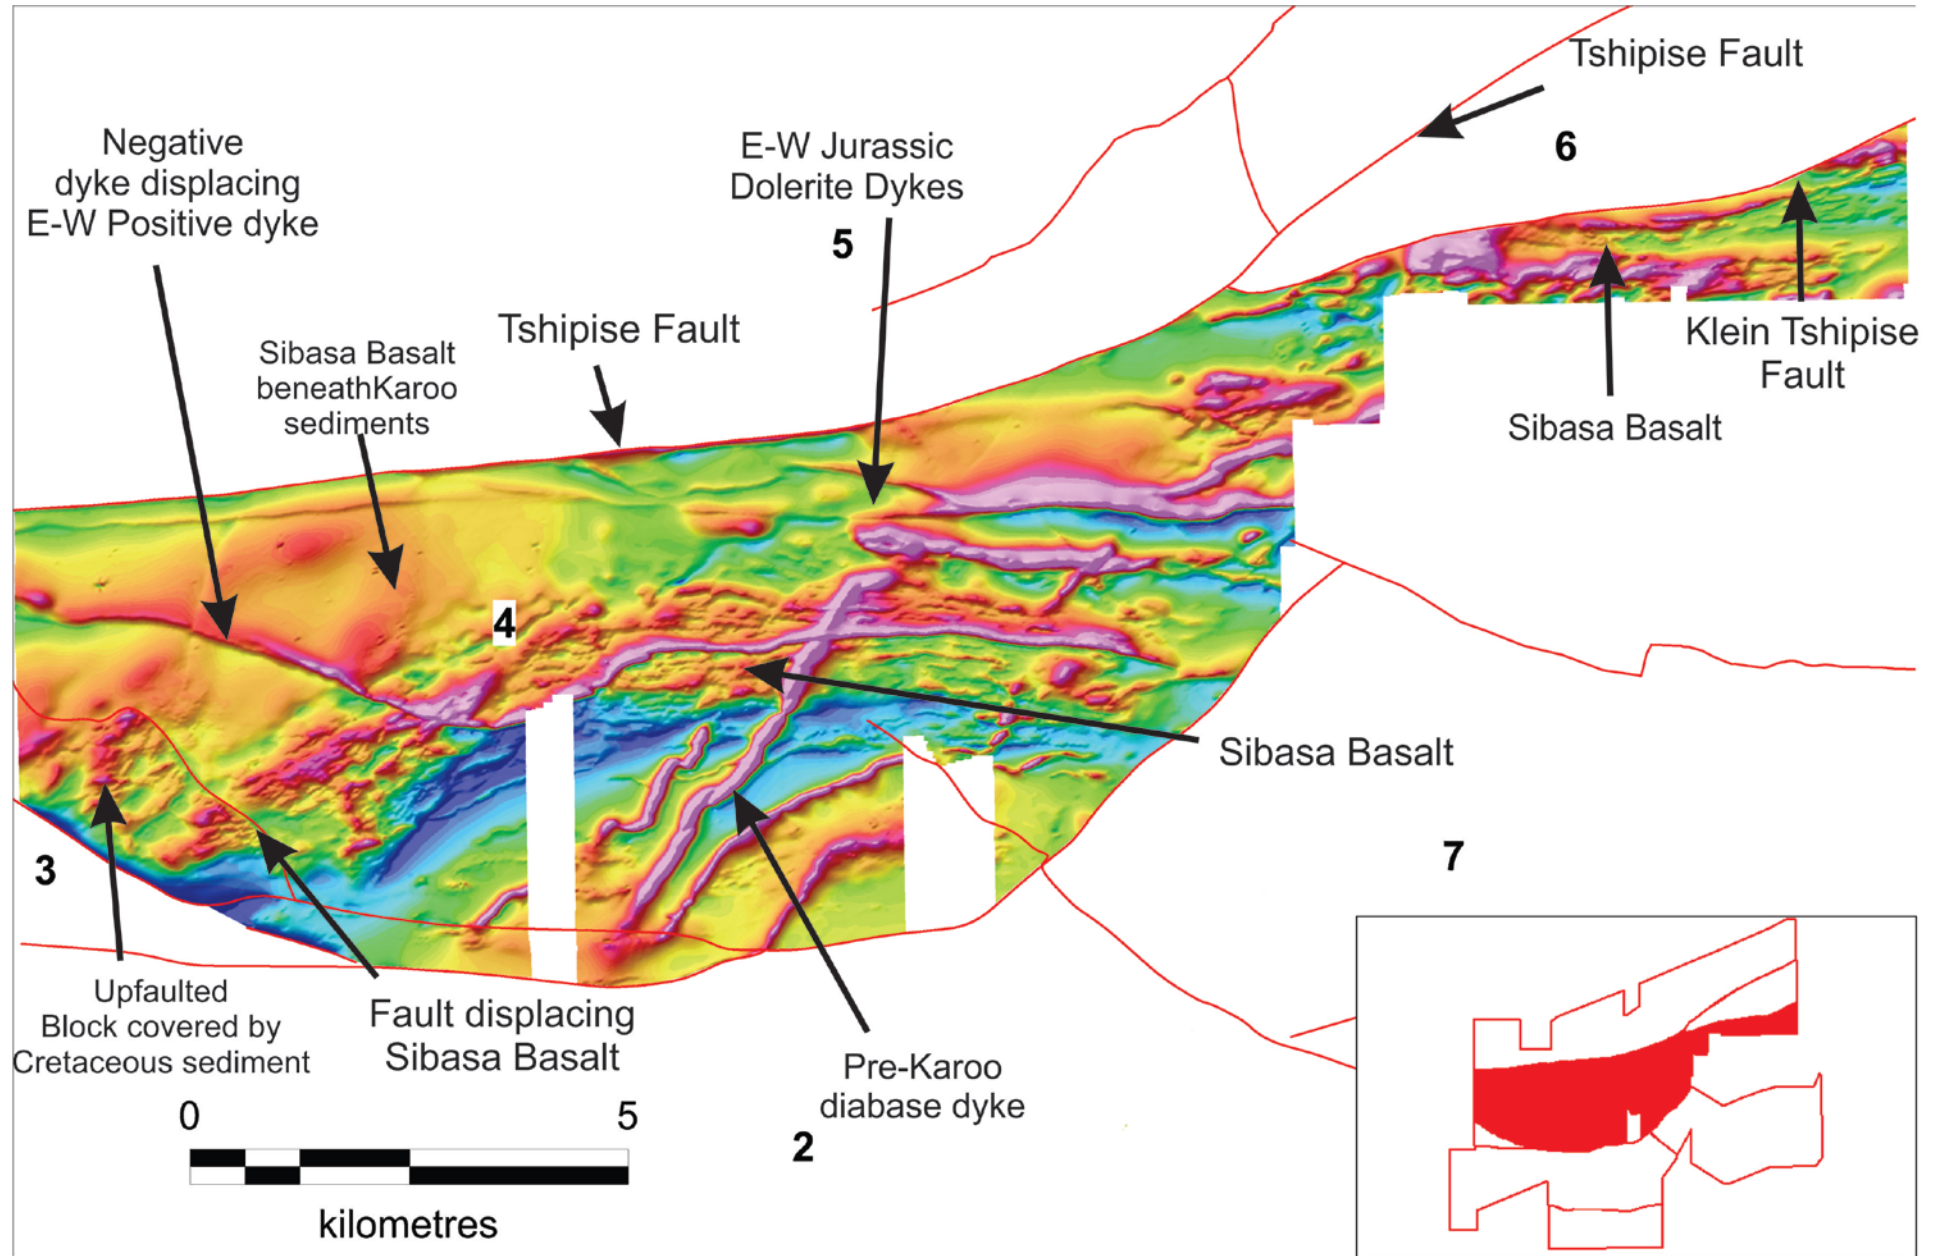 Tshipise Fault
6
Negative
dyke displacing
E-W Positive dyke
E-W Jurassic
Dolerite Dykes
5
Tshipise Fault
Sibasa Basalt
beneathKaroo
sediments
Klein Tshipise
Fault
Sibasa Basalt
4
Sibasa Basalt
3
7
Upfaulted
Block covered by
Cretaceous sediment
Fault displacing
Sibasa Basalt
Pre-Karoo
diabase dyke
2
0 5
kilometres